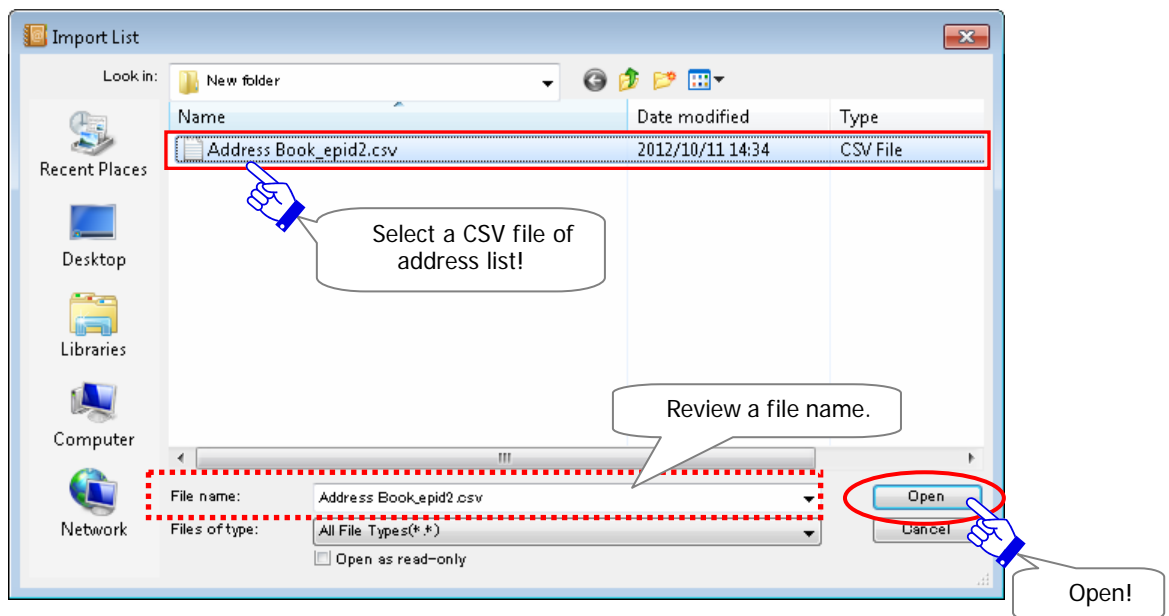 Import List
Look in:
New folder
Name
Date modified
Type
Address Book_epid2.csv
2012/10/11 14:34
CSV File
Recent Places
Select a CSV file of
address list!
Desktop
Libraries
Review a file name.
Computer
File name:
Address Book_epid2.csv
Open
Network
Files of type:
All File Types(*.*)
Cancel
Open as read-only
Open!